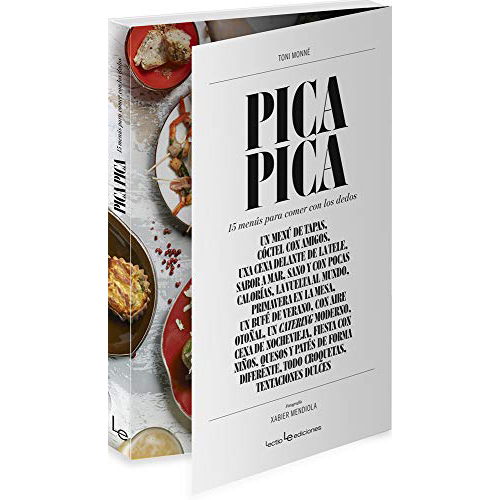 TONI MONNÉ
PICA
PICA
15 menús para comer con los dedos
UN MENÚ DE TAPAS,
CÓCTEL CON AMIGOS,
UNA CENA DELANTE DE LA TELE,
SABOR A MAR, SANO Y CON POCAS
CALORÍAS, LA VUELTA AL MUNDO,
PRIMAVERA EN LA MESA,
UN BUFÉ DE VERANO, CON AIRE
OTOÑAL, UN CATERING MODERNO,
CENA DE NOCHEVIEJA, FIESTA CON
NIÑOS, QUESOS Y PATÉS DE FORMA
DIFERENTE, TODO CROQUETAS,
TENTACIONES DULCES
Fotografía
XABIER MENDIOLA
Lectio Le ediciones
PICA PICA 15 menús para comer con los dedos
Le